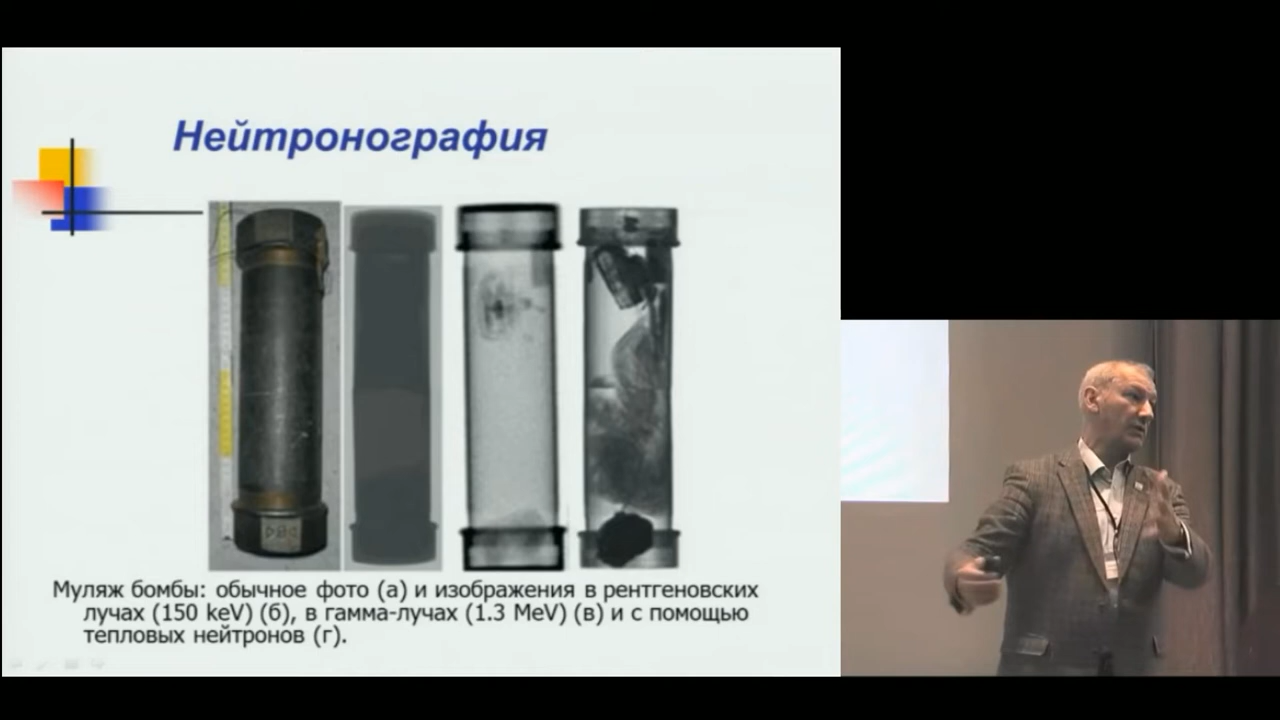 Нейтронография
Муляж бомбы: обычное фото (а) и изображения в рентгеновских
лучах (150 keV) (б), в гамма-лучах (1.3 MeV) (в) и с помощью
тепловых нейтронов (г).